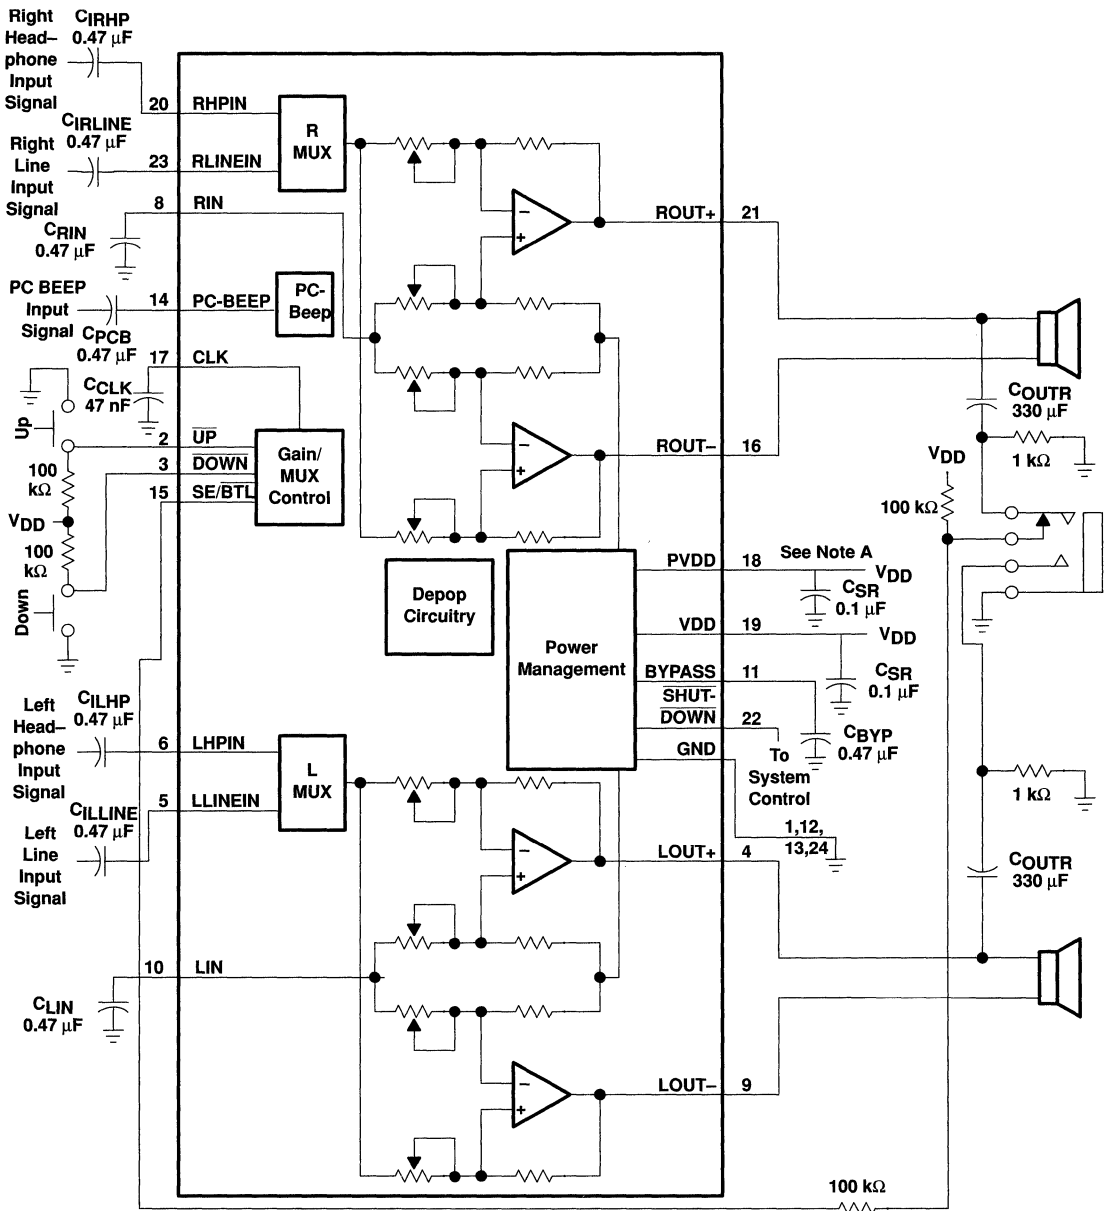 Right
Head–
phone
Input
Signal
CIRHP
0.47 μF
20
RHPIN
R
MUX
CIRLINE
0.47 μF
Right
Line
Input
Signal
23
RLINEIN
8
RIN
CRIN
0.47 μF
–
+
ROUT+
21
PC BEEP
Input
Signal
14
PC-BEEP
PC-
Beep
CPCB
0.47 μF
17
CLK
CCLK
47 nF
COUTR
330 μF
1 kΩ
Up
2
UP
3
DOWN
15
SE/BTL
Gain/
MUX
Control
–
+
ROUT–
16
VDD
100 kΩ
100
kΩ
VDD
100
kΩ
Down
Depop
Circuitry
Power
Management
PVDD
18
See Note A
VDD
CSR
0.1 μF
VDD
19
VDD
CSR
0.1 μF
BYPASS
11
SHUT-
DOWN
22
CBYP
0.47 μF
GND
To
System
Control
1,12,
13,24
Left
Head–
phone
Input
Signal
CILHP
0.47 μF
6
LHPIN
L
MUX
5
LLINEIN
CILLINE
0.47 μF
Left
Line
Input
Signal
1 kΩ
–
+
LOUT+
4
COUTR
330 μF
10
LIN
CLIN
0.47 μF
–
+
LOUT–
9
100 kΩ